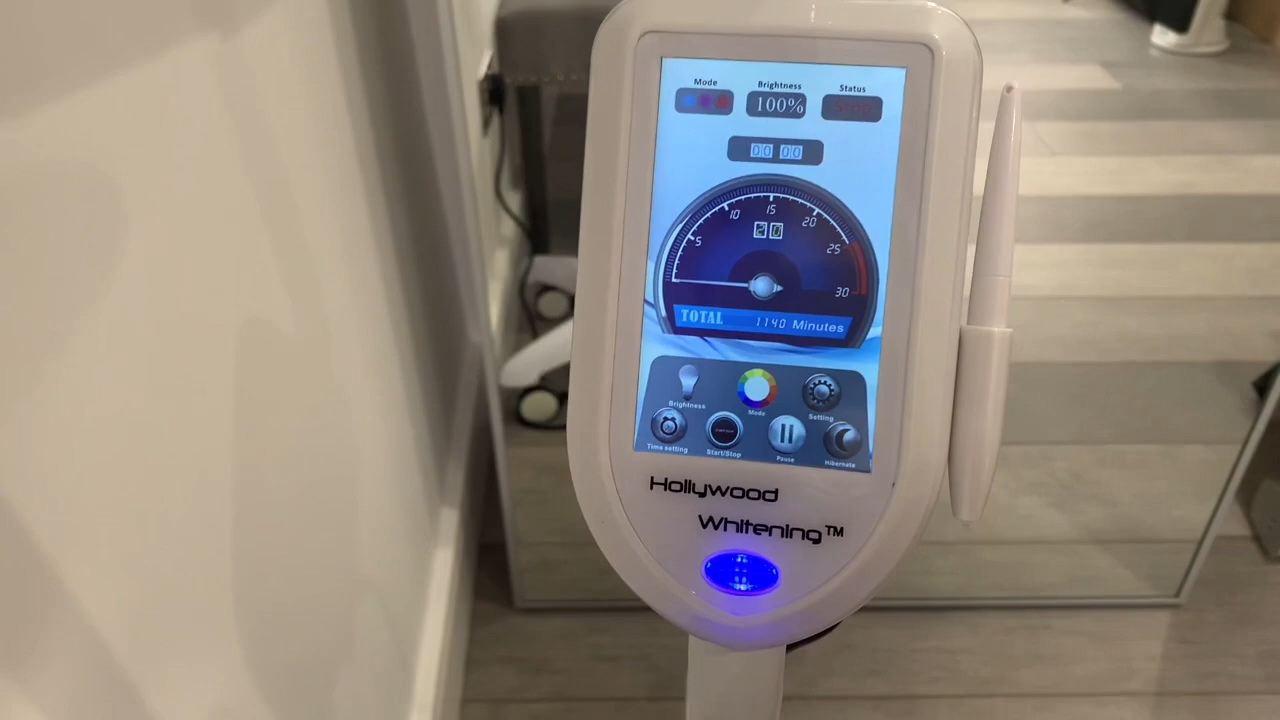 Mode Brightness Status
100% Stop
00 00
5 10 15 20 25 30
20
TOTAL 1140 Minutes
Brightness Mode Setting
Time setting Start/Stop Pause Hibernate
Hollywood
Whitening™